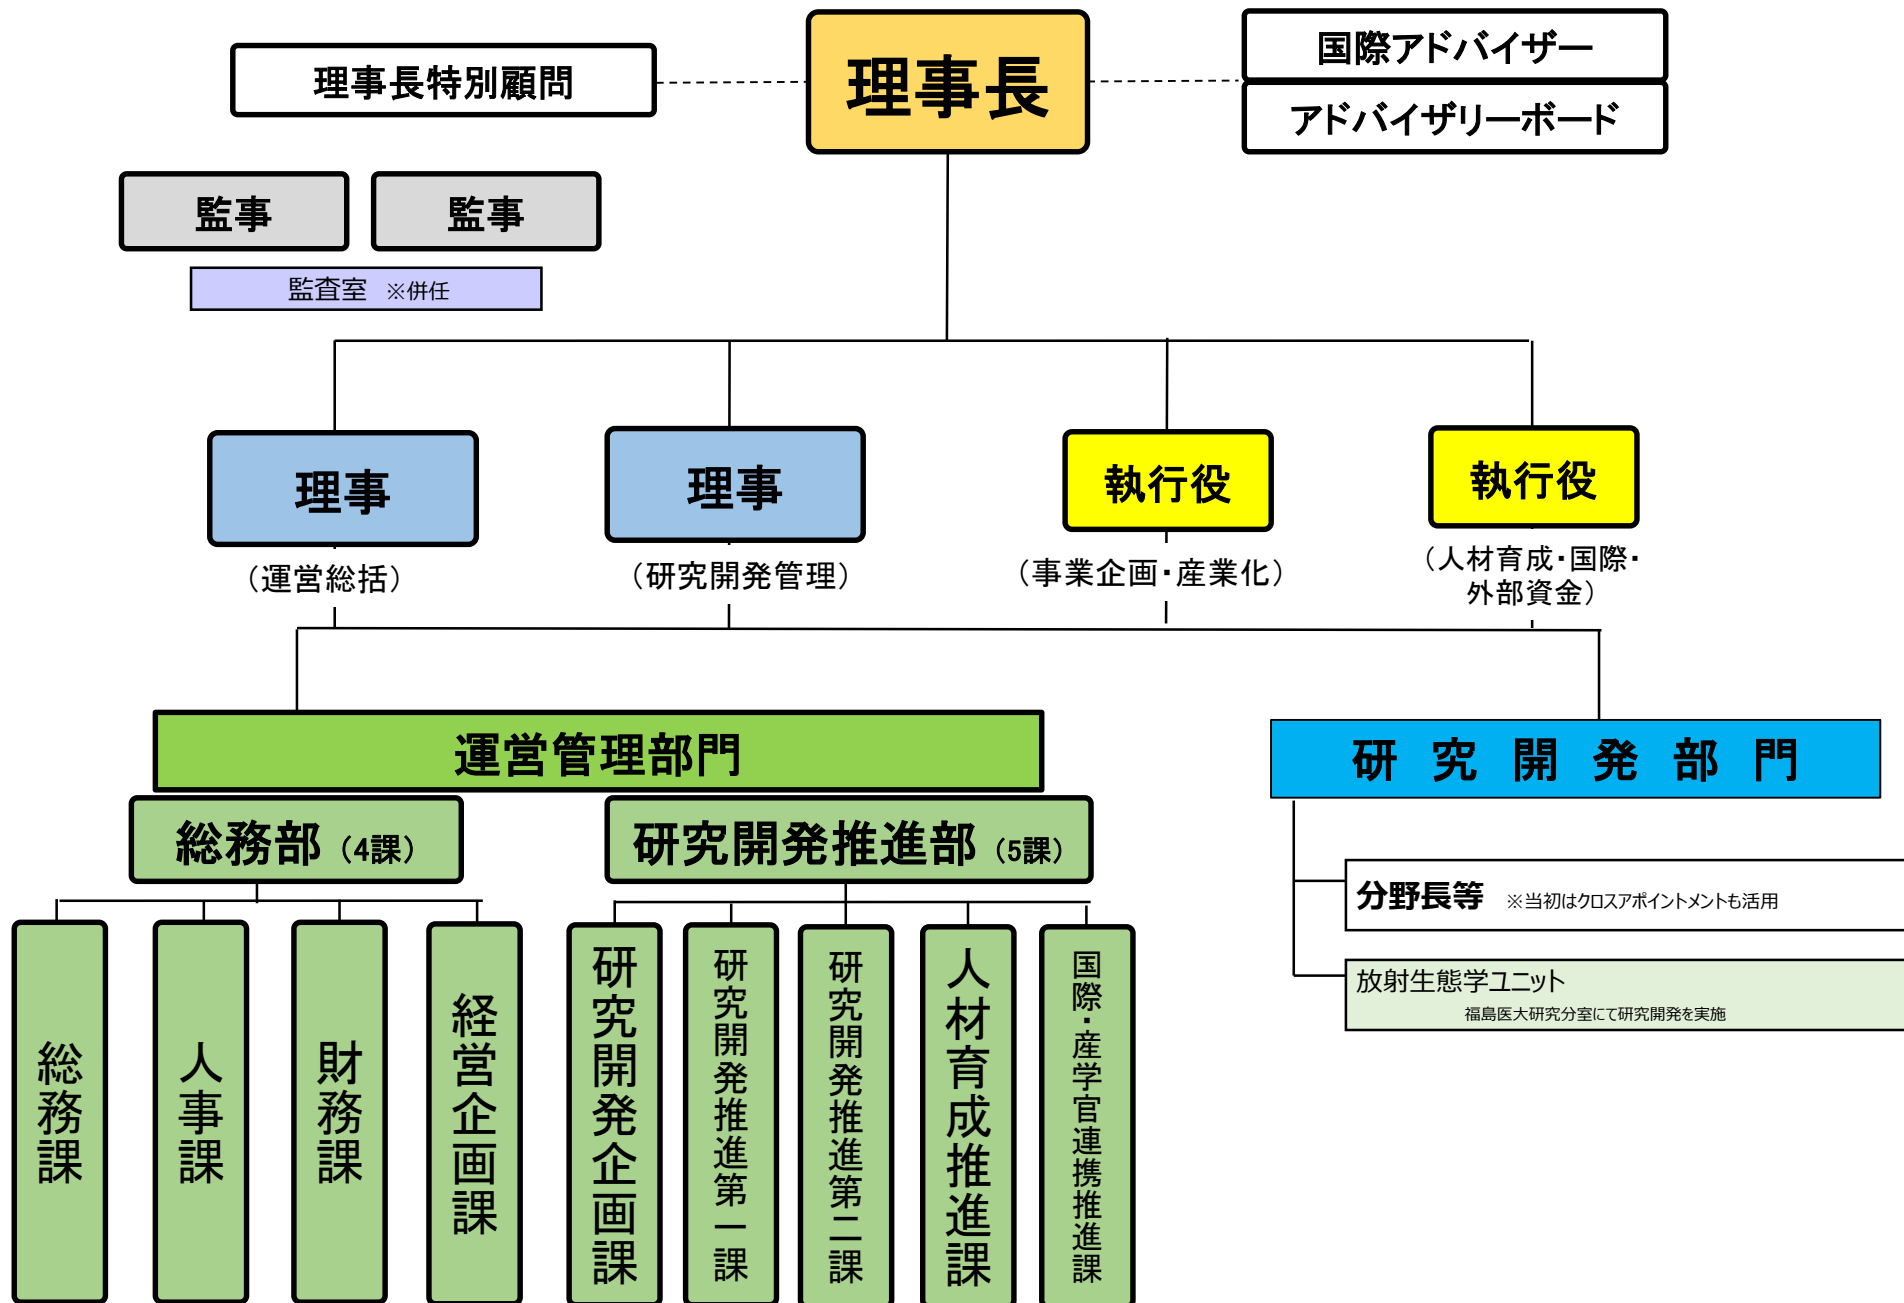 理事長
理事長特別顧問
国際アドバイザー
アドバイザリーボード
監事
監事
監査室 ※併任
理事
(運営総括)
理事
(研究開発管理)
執行役
(事業企画・産業化)
執行役
(人材育成・国際・
外部資金)
運営管理部門
総務部(4課)
研究開発推進部(5課)
総務課
人事課
財務課
経営企画課
研究開発企画課
研究開発推進第一課
研究開発推進第二課
人材育成推進課
国際・産学官連携推進課
研究開発部門
分野長等 ※当初はクロスアポイントメントも活用
放射生態学ユニット
福島医大研究分室にて研究開発を実施